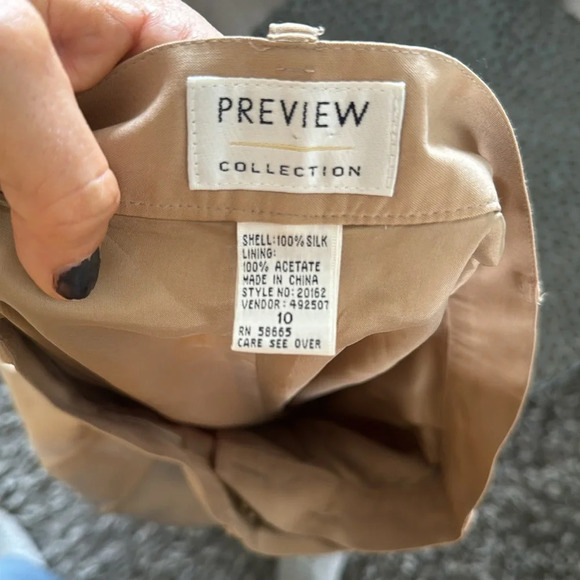 PREVIEW
COLLECTION
SHELL:100% SILK
LINING:
100% ACETATE
MADE IN CHINA
STYLE NO: 20162
VENDOR: 492507
10
RN 58665
CARE SEE OVER